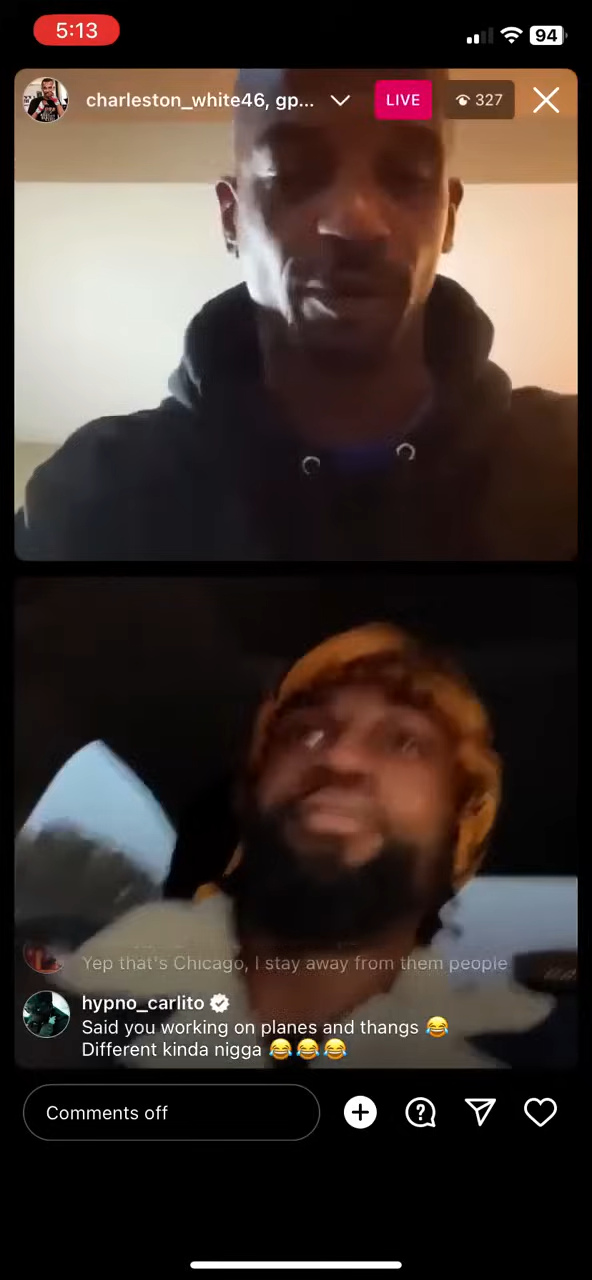 5:13
94
charleston_white46, gp...
LIVE
327
Yep that's Chicago, I stay away from them people
hypno_carlito
Said you working on planes and thangs 😂
Different kinda nigga 😂😂😂
Comments off